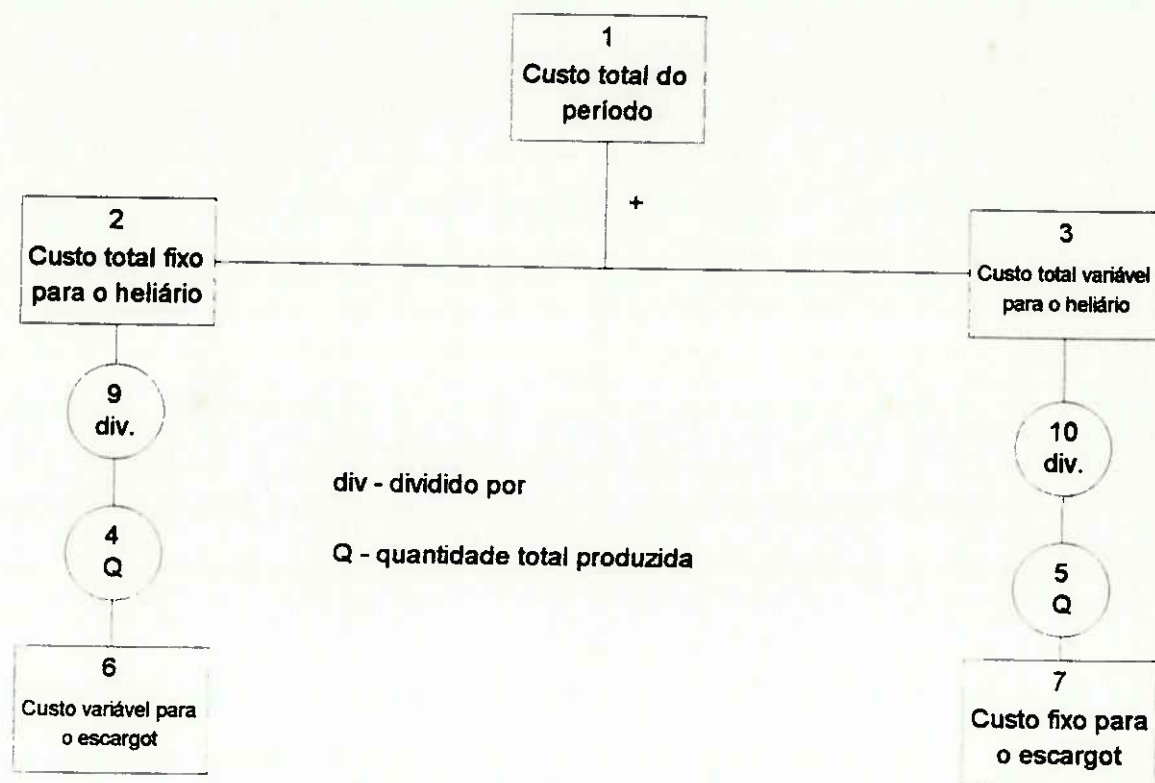 1
Custo total do
período
+
2
Custo total fixo
para o heliário
3
Custo total variável
para o heliário
9
div.
10
div.
div - dividido por
4
Q
Q - quantidade total produzida
5
Q
6
Custo variável para
o escargot
7
Custo fixo para
o escargot